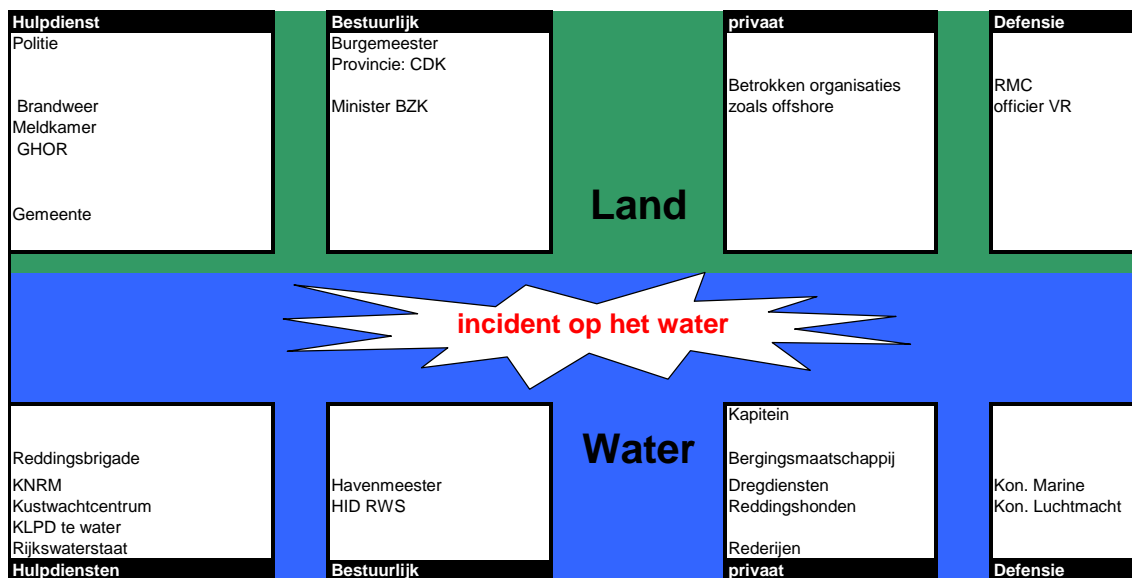 Hulpdienst
Politie
Brandweer
Meldkamer
GHOR
Gemeente
Bestuurlijk
Burgemeester
Provincie: CDK
Minister BZK
privaat
Betrokken organisaties
zoals offshore
Defensie
RMC
officier VR
Land
incident op het water
Water
Reddingsbrigade
KNRM
Kustwachtcentrum
KLPD te water
Rijkswaterstaat
Hulpdiensten
Havenmeester
HID RWS
Bestuurlijk
Kapitein
Bergingsmaatschappij
Dregdiensten
Reddingshonden
Rederijen
privaat
Kon. Marine
Kon. Luchtmacht
Defensie